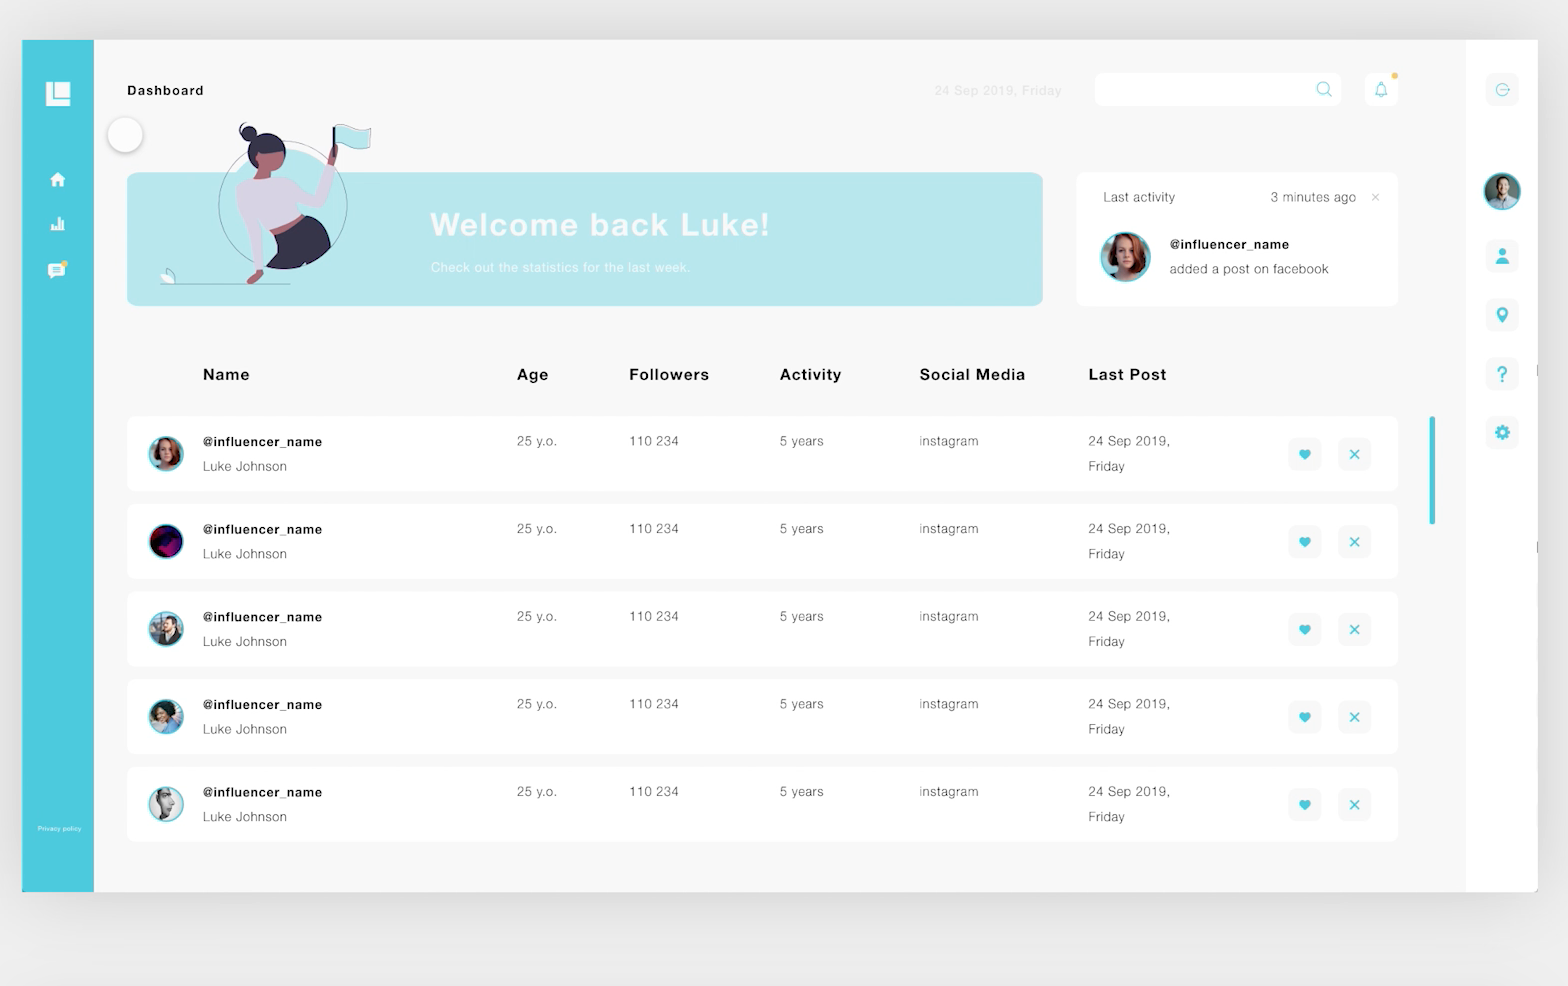 Dashboard
24 Sep 2019, Friday
Welcome back Luke!
Check out the statistics for the last week.
Last activity 3 minutes ago
@influencer_name
added a post on facebook
Name Age Followers Activity Social Media Last Post
@influencer_name 25 y.o. 110 234 5 years instagram 24 Sep 2019,
Luke Johnson Friday
@influencer_name 25 y.o. 110 234 5 years instagram 24 Sep 2019,
Luke Johnson Friday
@influencer_name 25 y.o. 110 234 5 years instagram 24 Sep 2019,
Luke Johnson Friday
@influencer_name 25 y.o. 110 234 5 years instagram 24 Sep 2019,
Luke Johnson Friday
@influencer_name 25 y.o. 110 234 5 years instagram 24 Sep 2019,
Luke Johnson Friday
Privacy policy